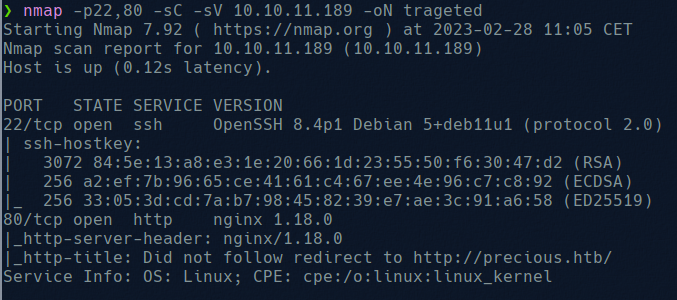 ❯ nmap -p22,80 -sC -sV 10.10.11.189 -oN trageted
Starting Nmap 7.92 ( https://nmap.org ) at 2023-02-28 11:05 CET
Nmap scan report for 10.10.11.189 (10.10.11.189)
Host is up (0.12s latency).
PORT   STATE SERVICE VERSION
22/tcp open  ssh     OpenSSH 8.4p1 Debian 5+deb11u1 (protocol 2.0)
| ssh-hostkey:
|   3072 84:5e:13:a8:e3:1e:20:66:1d:23:55:50:f6:30:47:d2 (RSA)
|   256 a2:ef:7b:96:65:ce:41:61:c4:67:ee:4e:96:c7:c8:92 (ECDSA)
|_  256 33:05:3d:cd:7a:b7:98:45:82:39:e7:ae:3c:91:a6:58 (ED25519)
80/tcp open  http    nginx 1.18.0
|_http-server-header: nginx/1.18.0
|_http-title: Did not follow redirect to http://precious.htb/
Service Info: OS: Linux; CPE: cpe:/o:linux:linux_kernel